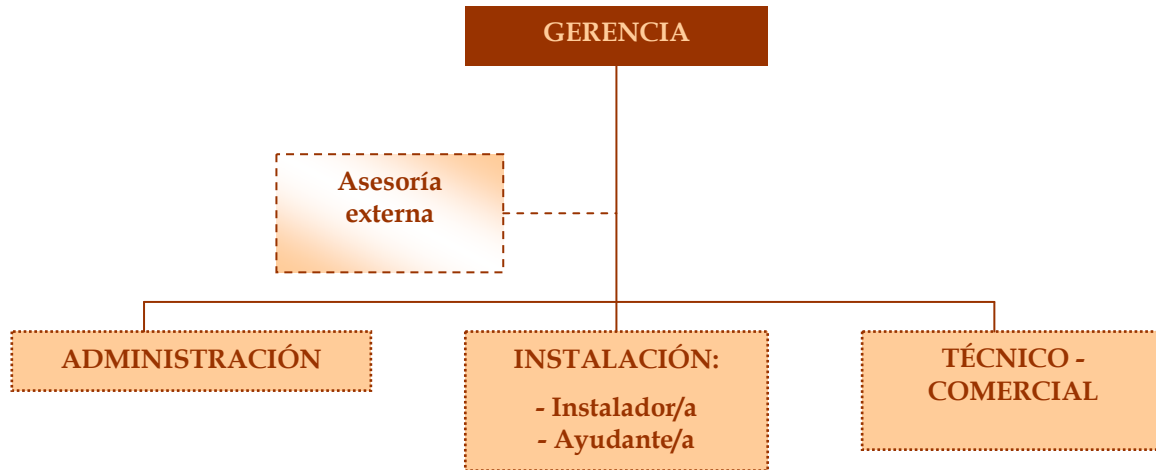 GERENCIA
Asesoría
externa
ADMINISTRACIÓN
INSTALACIÓN:
- Instalador/a
- Ayudante/a
TÉCNICO -
COMERCIAL